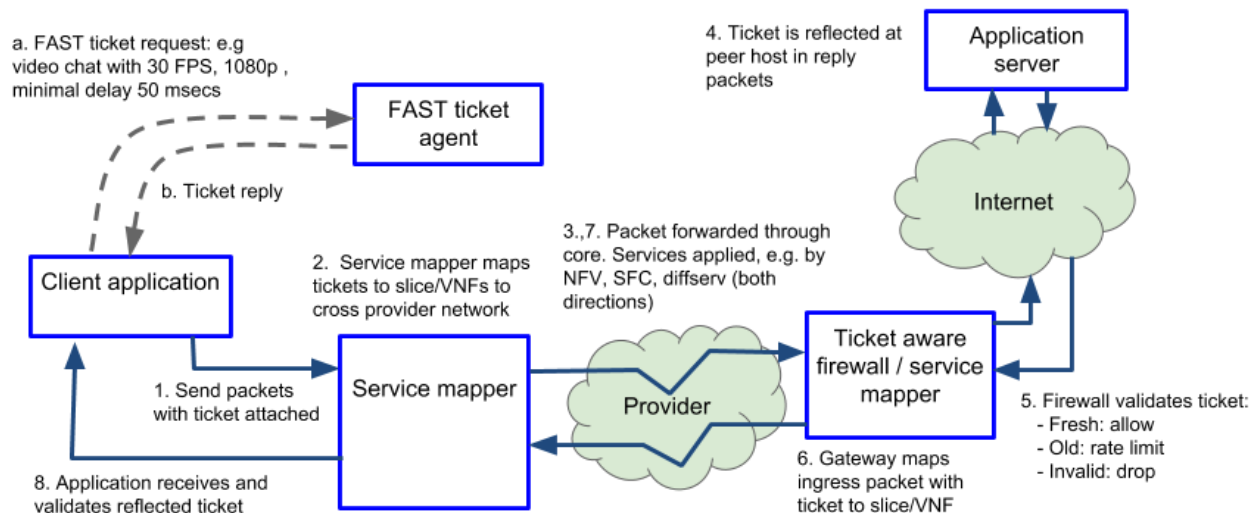 a. FAST ticket request: e.g
video chat with 30 FPS, 1080p ,
minimal delay 50 msecs
FAST ticket
agent
b. Ticket reply
4. Ticket is reflected at
peer host in reply
packets
Application
server
Internet
Client application
2.  Service mapper maps
tickets to slice/VNFs to
cross provider network
3.,7. Packet forwarded through
core. Services applied, e.g. by
NFV, SFC, diffserv (both
directions)
1. Send packets
with ticket attached
Service mapper
Provider
Ticket aware
firewall / service
mapper
5. Firewall validates ticket:
- Fresh: allow
- Old: rate limit
- Invalid: drop
6. Gateway maps
ingress packet with
ticket to slice/VNF
8. Application receives and
validates reflected ticket